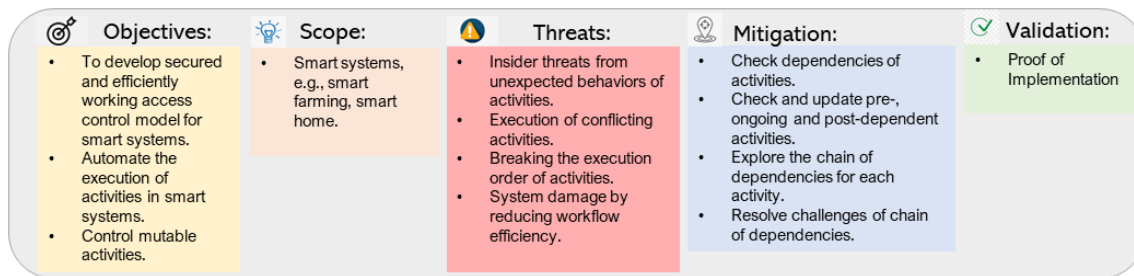 Objectives:
• To develop secured
and efficiently
working access
control model for
smart systems.
• Automate the
execution of
activities in smart
systems.
• Control mutable
activities.
Scope:
• Smart systems,
e.g., smart
farming, smart
home.
Threats:
• Insider threats from
unexpected behaviors of
activities.
• Execution of conflicting
activities.
• Breaking the execution
order of activities.
• System damage by
reducing workflow
efficiency.
Mitigation:
• Check dependencies of
activities.
• Check and update pre-,
ongoing and post-dependent
activities.
• Explore the chain of
dependencies for each
activity.
• Resolve challenges of chain
of dependencies.
Validation:
• Proof of
Implementation